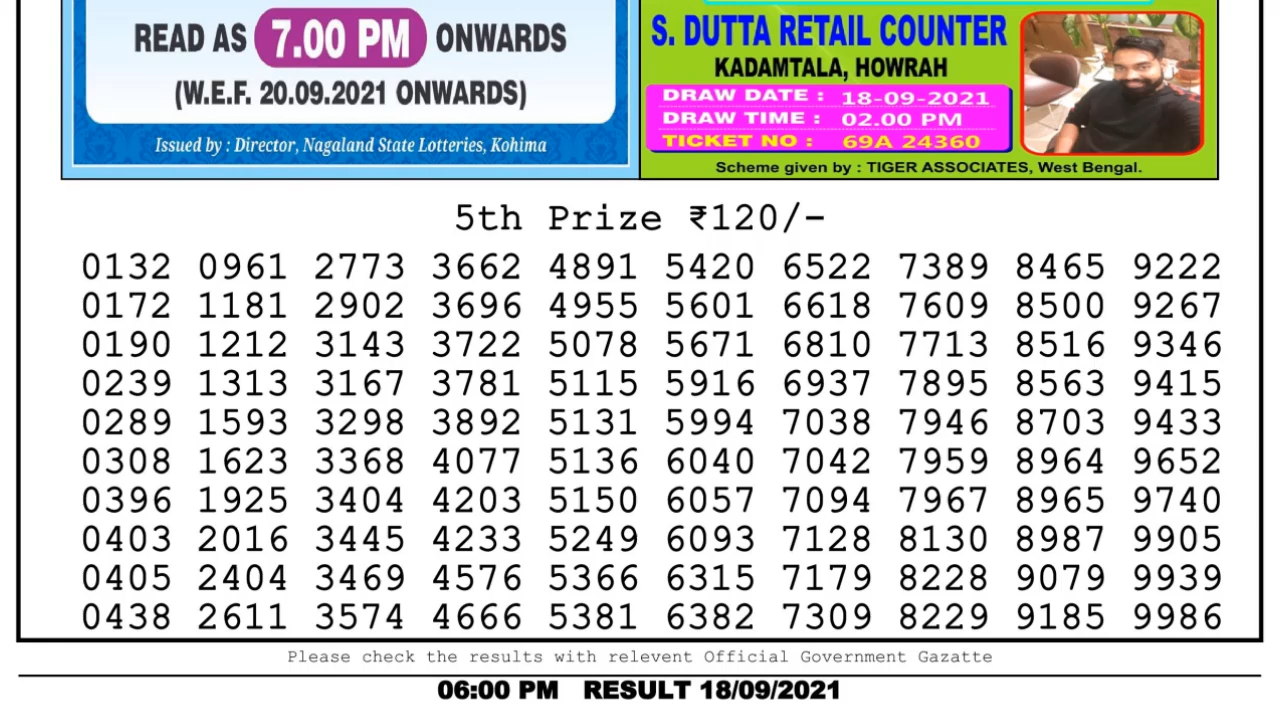 READ AS 7.00 PM ONWARDS
(W.E.F. 20.09.2021 ONWARDS)
Issued by : Director, Nagaland State Lotteries, Kohima
S. DUTTA RETAIL COUNTER
KADAMTALA, HOWRAH
DRAW DATE : 18-09-2021
DRAW TIME : 02.00 PM
TICKET NO : 69A 24360
Scheme given by : TIGER ASSOCIATES, West Bengal.
5th Prize ₹120/-
0132 0961 2773 3662 4891 5420 6522 7389 8465 9222
0172 1181 2902 3696 4955 5601 6618 7609 8500 9267
0190 1212 3143 3722 5078 5671 6810 7713 8516 9346
0239 1313 3167 3781 5115 5916 6937 7895 8563 9415
0289 1593 3298 3892 5131 5994 7038 7946 8703 9433
0308 1623 3368 4077 5136 6040 7042 7959 8964 9652
0396 1925 3404 4203 5150 6057 7094 7967 8965 9740
0403 2016 3445 4233 5249 6093 7128 8130 8987 9905
0405 2404 3469 4576 5366 6315 7179 8228 9079 9939
0438 2611 3574 4666 5381 6382 7309 8229 9185 9986
Please check the results with relevent Official Government Gazatte
06:00 PM RESULT 18/09/2021